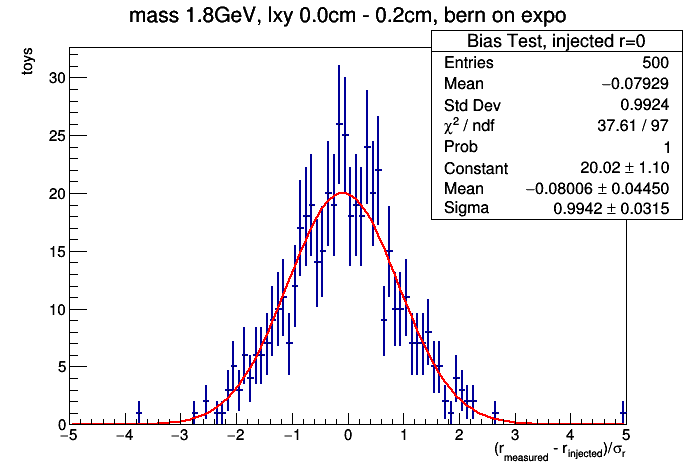 mass 1.8GeV, lxy 0.0cm - 0.2cm, bern on expo
Bias Test, injected r=0
Entries 500
Mean −0.07929
Std Dev 0.9924
χ² / ndf 37.61 / 97
Prob 1
Constant 20.02 ± 1.10
Mean −0.08006 ± 0.04450
Sigma 0.9942 ± 0.0315
toys
30
25
20
15
10
5
0
−5 −4 −3 −2 −1 0 1 2 3 4 5
(r_measured - r_injected)/σ_r